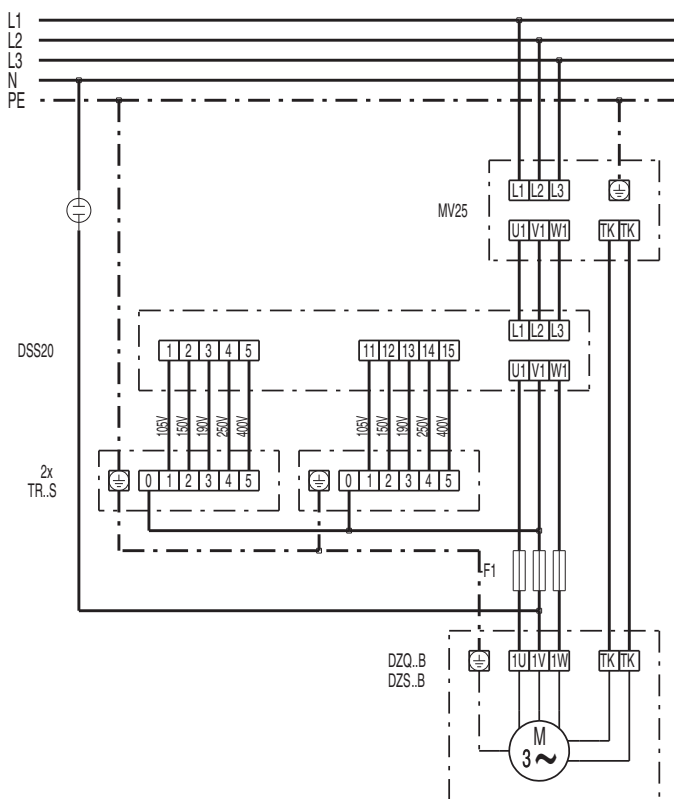 L1
L2
L3
N
PE
L1 L2 L3
MV25
U1 V1 W1 TK TK
L1 L2 L3
DSS20
1 2 3 4 5
11 12 13 14 15
U1 V1 W1
105V 150V 190V 250V 400V
105V 150V 190V 250V 400V
2x
TR..S
0 1 2 3 4 5
0 1 2 3 4 5
F1
DZQ..B
DZS..B
1U 1V 1W TK TK
M
3 ~